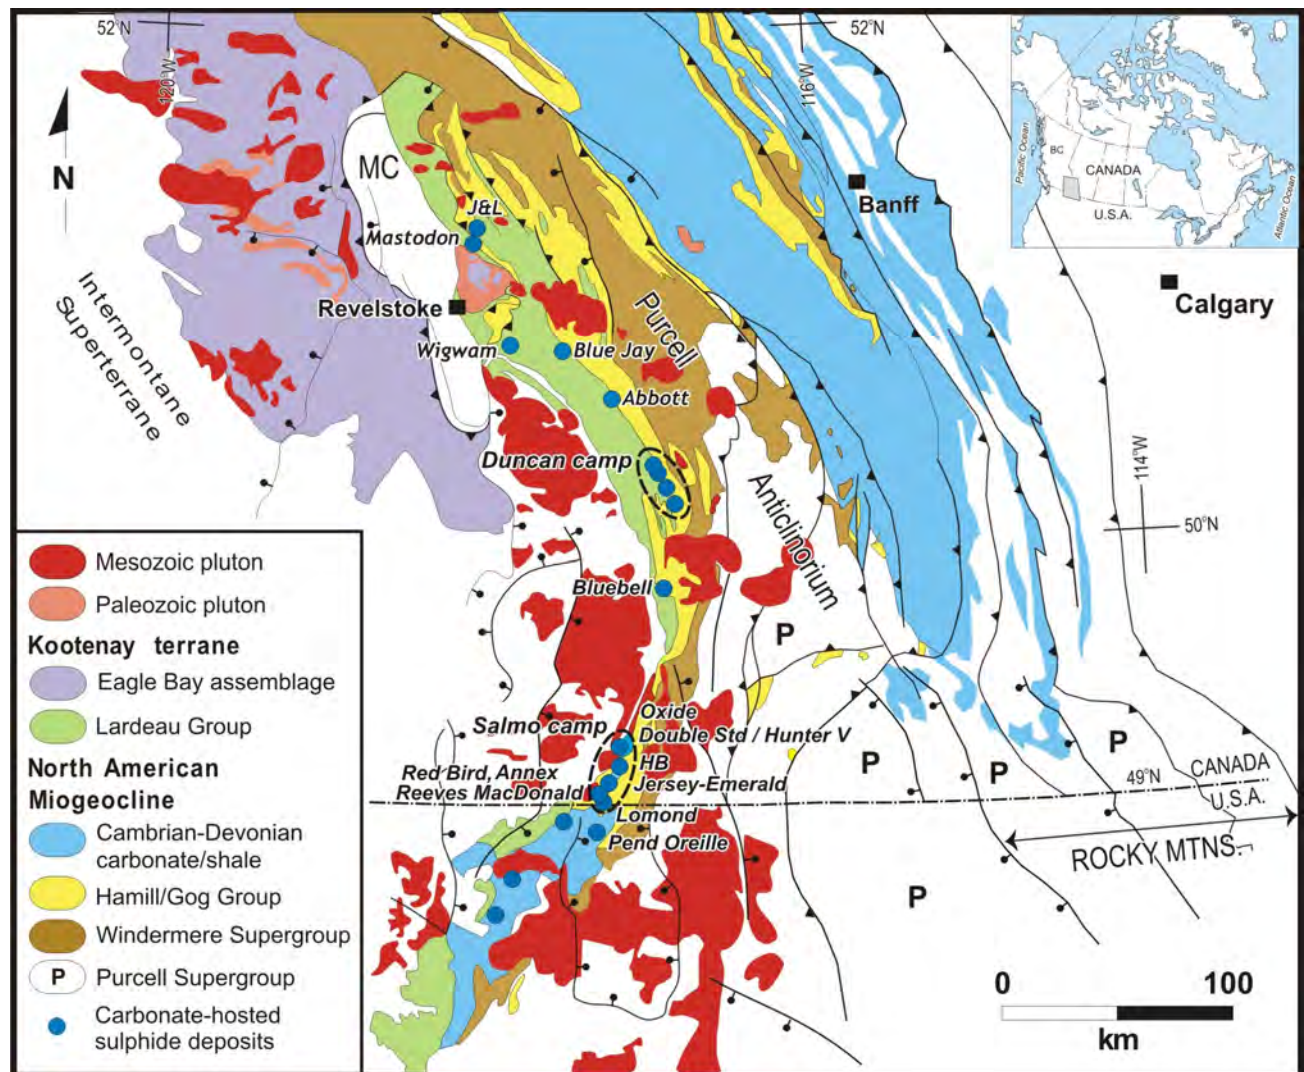 52°N
120°W
116°W
52°N
N
MC
J&L
Mastodon
Revelstoke
Wigwam
Blue Jay
Abbott
Intermontane
Superterrane
Purcell
Anticlinorium
Banff
Calgary
Pacific Ocean
BC
CANADA
U.S.A.
Atlantic Ocean
Duncan camp
114°W
50°N
Bluebell
P
Salmo camp
Oxide
Double Std / Hunter V
HB
Red Bird, Annex
Jersey-Emerald
Reeves MacDonald
Lomond
Pend Oreille
P
P
P
49°N
CANADA
U.S.A.
ROCKY MTNS.
P
Mesozoic pluton
Paleozoic pluton
Kootenay terrane
Eagle Bay assemblage
Lardeau Group
North American
Miogeocline
Cambrian-Devonian
carbonate/shale
Hamill/Gog Group
Windermere Supergroup
P Purcell Supergroup
Carbonate-hosted
sulphide deposits
0 100
km